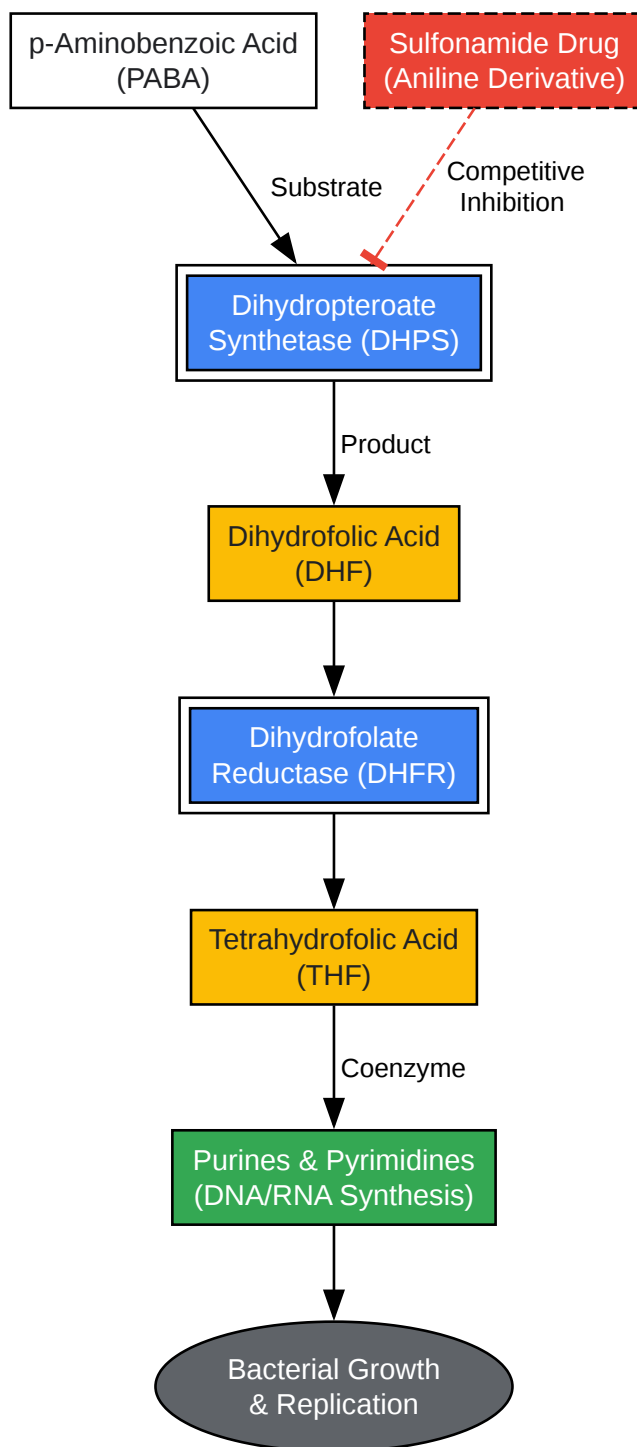 p-Aminobenzoic Acid
(PABA)
Sulfonamide Drug
(Aniline Derivative)
Substrate
Competitive
Inhibition
Dihydropteroate
Synthetase (DHPS)
Product
Dihydrofolic Acid
(DHF)
Dihydrofolate
Reductase (DHFR)
Tetrahydrofolic Acid
(THF)
Coenzyme
Purines & Pyrimidines
(DNA/RNA Synthesis)
Bacterial Growth
& Replication